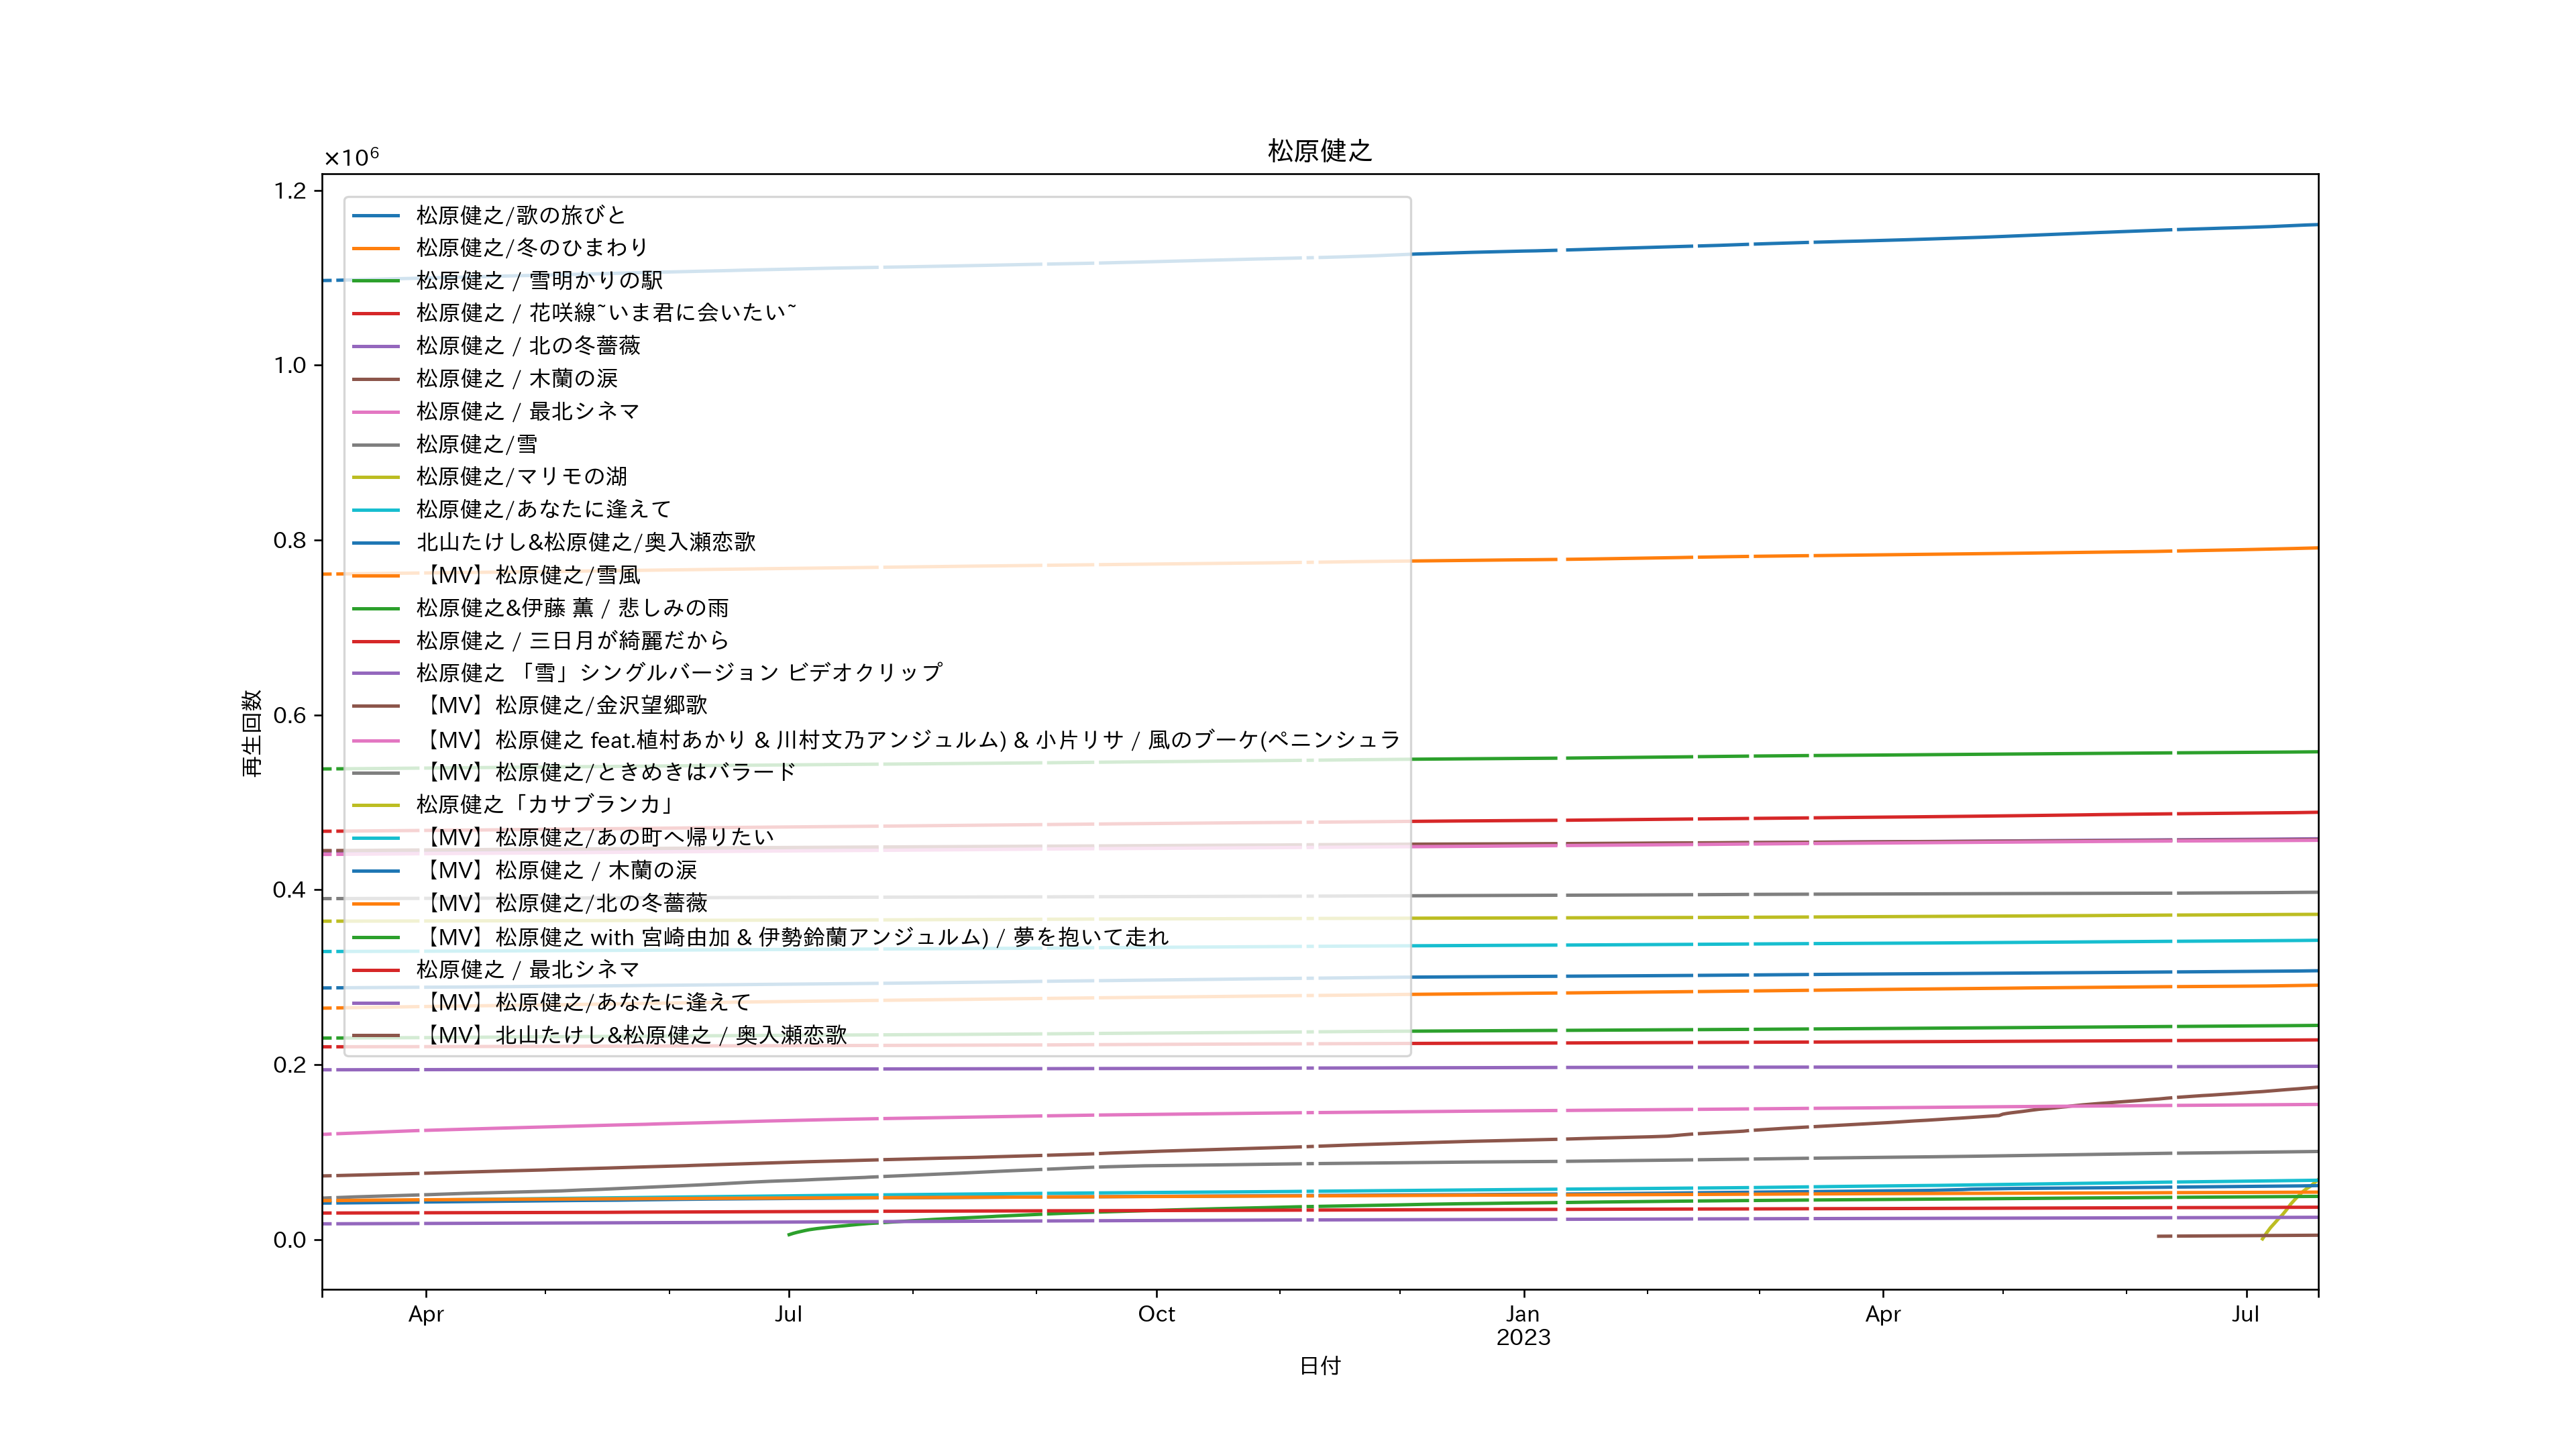 松原健之
×10⁶
1.2
1.0
0.8
0.6
0.4
0.2
0.0
再生回数
松原健之/歌の旅びと
松原健之/冬のひまわり
松原健之 / 雪明かりの駅
松原健之 / 花咲線~いま君に会いたい~
松原健之 / 北の冬薔薇
松原健之 / 木蘭の涙
松原健之 / 最北シネマ
松原健之/雪
松原健之/マリモの湖
松原健之/あなたに逢えて
北山たけし&松原健之/奥入瀬恋歌
【MV】松原健之/雪風
松原健之&伊藤 薫 / 悲しみの雨
松原健之 / 三日月が綺麗だから
松原健之 「雪」シングルバージョン ビデオクリップ
【MV】松原健之/金沢望郷歌
【MV】松原健之 feat.植村あかり & 川村文乃アンジュルム) & 小片リサ / 風のブーケ(ペニンシュラ
【MV】松原健之/ときめきはバラード
松原健之「カサブランカ」
【MV】松原健之/あの町へ帰りたい
【MV】松原健之 / 木蘭の涙
【MV】松原健之/北の冬薔薇
【MV】松原健之 with 宮崎由加 & 伊勢鈴蘭アンジュルム) / 夢を抱いて走れ
松原健之 / 最北シネマ
【MV】松原健之/あなたに逢えて
【MV】北山たけし&松原健之 / 奥入瀬恋歌
Apr
Jul
Oct
Jan
2023
Apr
Jul
日付